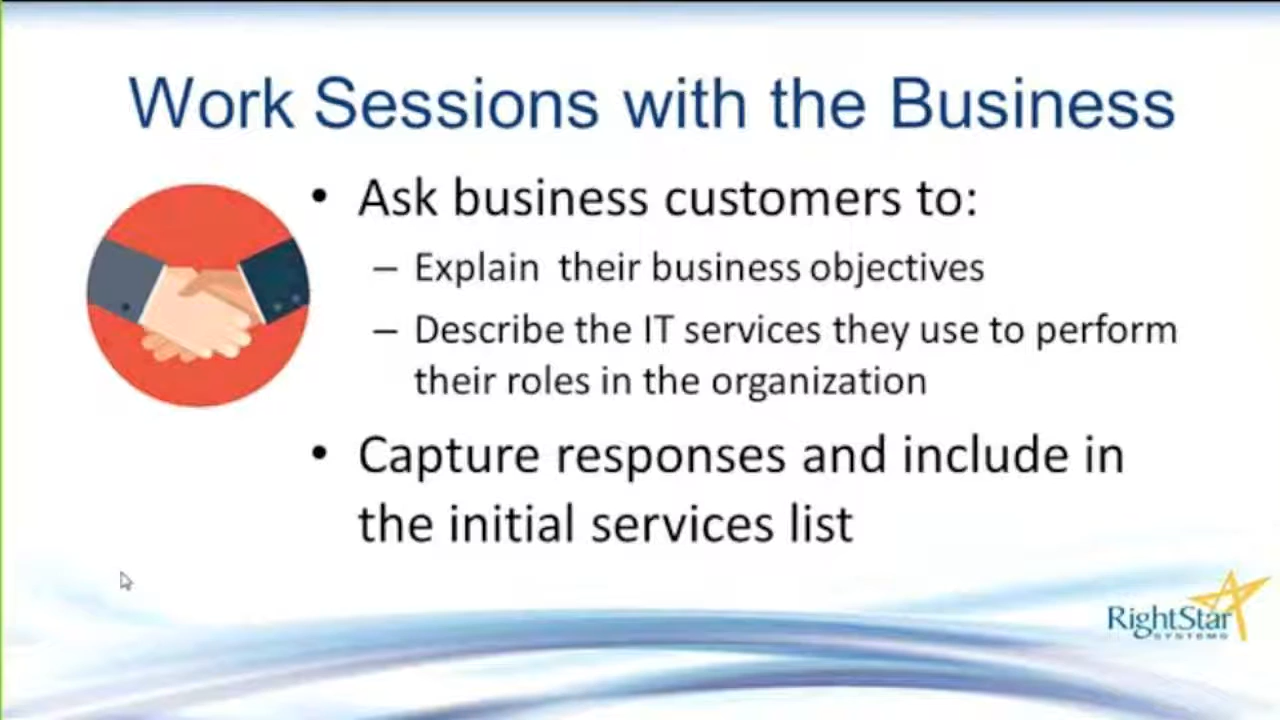 Work Sessions with the Business
• Ask business customers to:
– Explain  their business objectives
– Describe the IT services they use to perform
their roles in the organization
• Capture responses and include in
the initial services list
RightStar
SYSTEMS